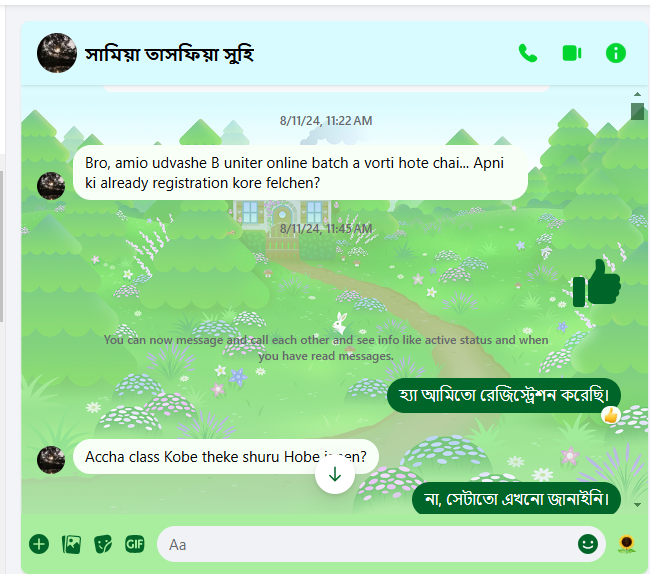 সামিয়া তাসফিয়া সুহি
8/11/24, 11:22 AM
Bro, amio udvashe B uniter online batch a vorti hote chai... Apni
ki already registration kore felchen?
8/11/24, 11:45 AM
You can now message and call each other and see info like active status and when
you have read messages.
হ্যা আমিতো রেজিস্ট্রেশন করেছি।
Accha class Kobe theke shuru Hobe
না, সেটাতো এখনো জানাইনি।
GIF
Aa